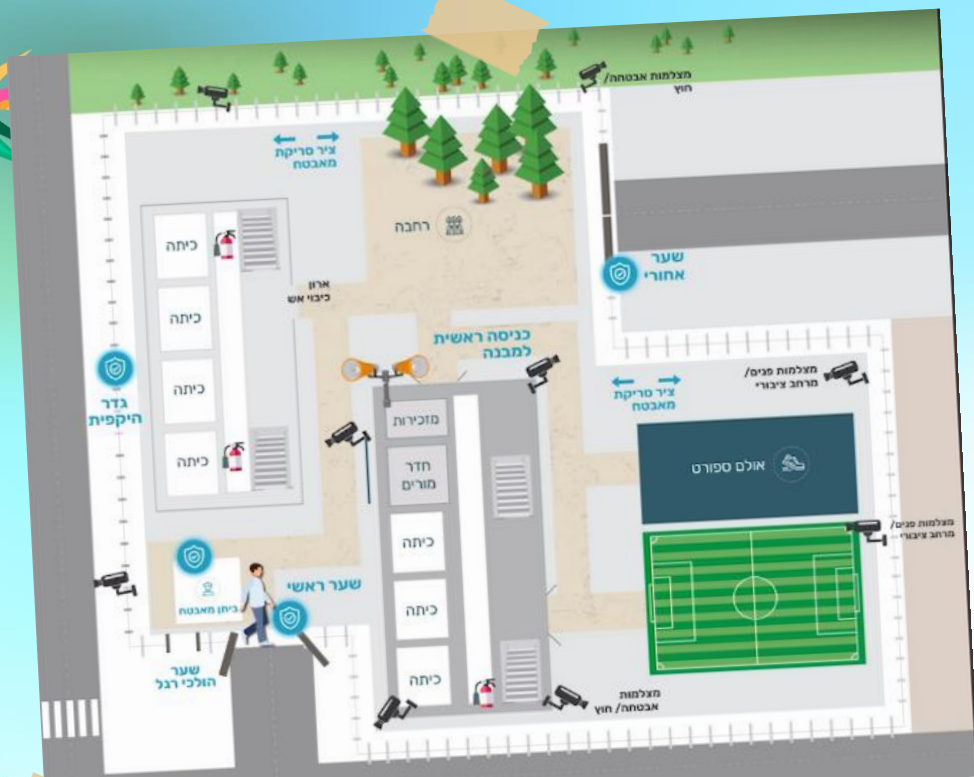 מצלמות אבטחה/
חוץ
ציר סריקת
מאבטח
רחבה
כיתה
שער
אחורי
ארון
כיבוי אש
כיתה
כניסה ראשית
למבנה
מצלמות פנים/
מרחב ציבורי
ציר סריקת
מאבטח
כיתה
גדר
היקפית
מזכירות
כיתה
חדר
מורים
אולם ספורט
מצלמות פנים/
מרחב ציבורי
כיתה
שער ראשי
ביתן מאבטח
כיתה
שער
הולכי רגל
כיתה
מצלמות
אבטחה/ חוץ